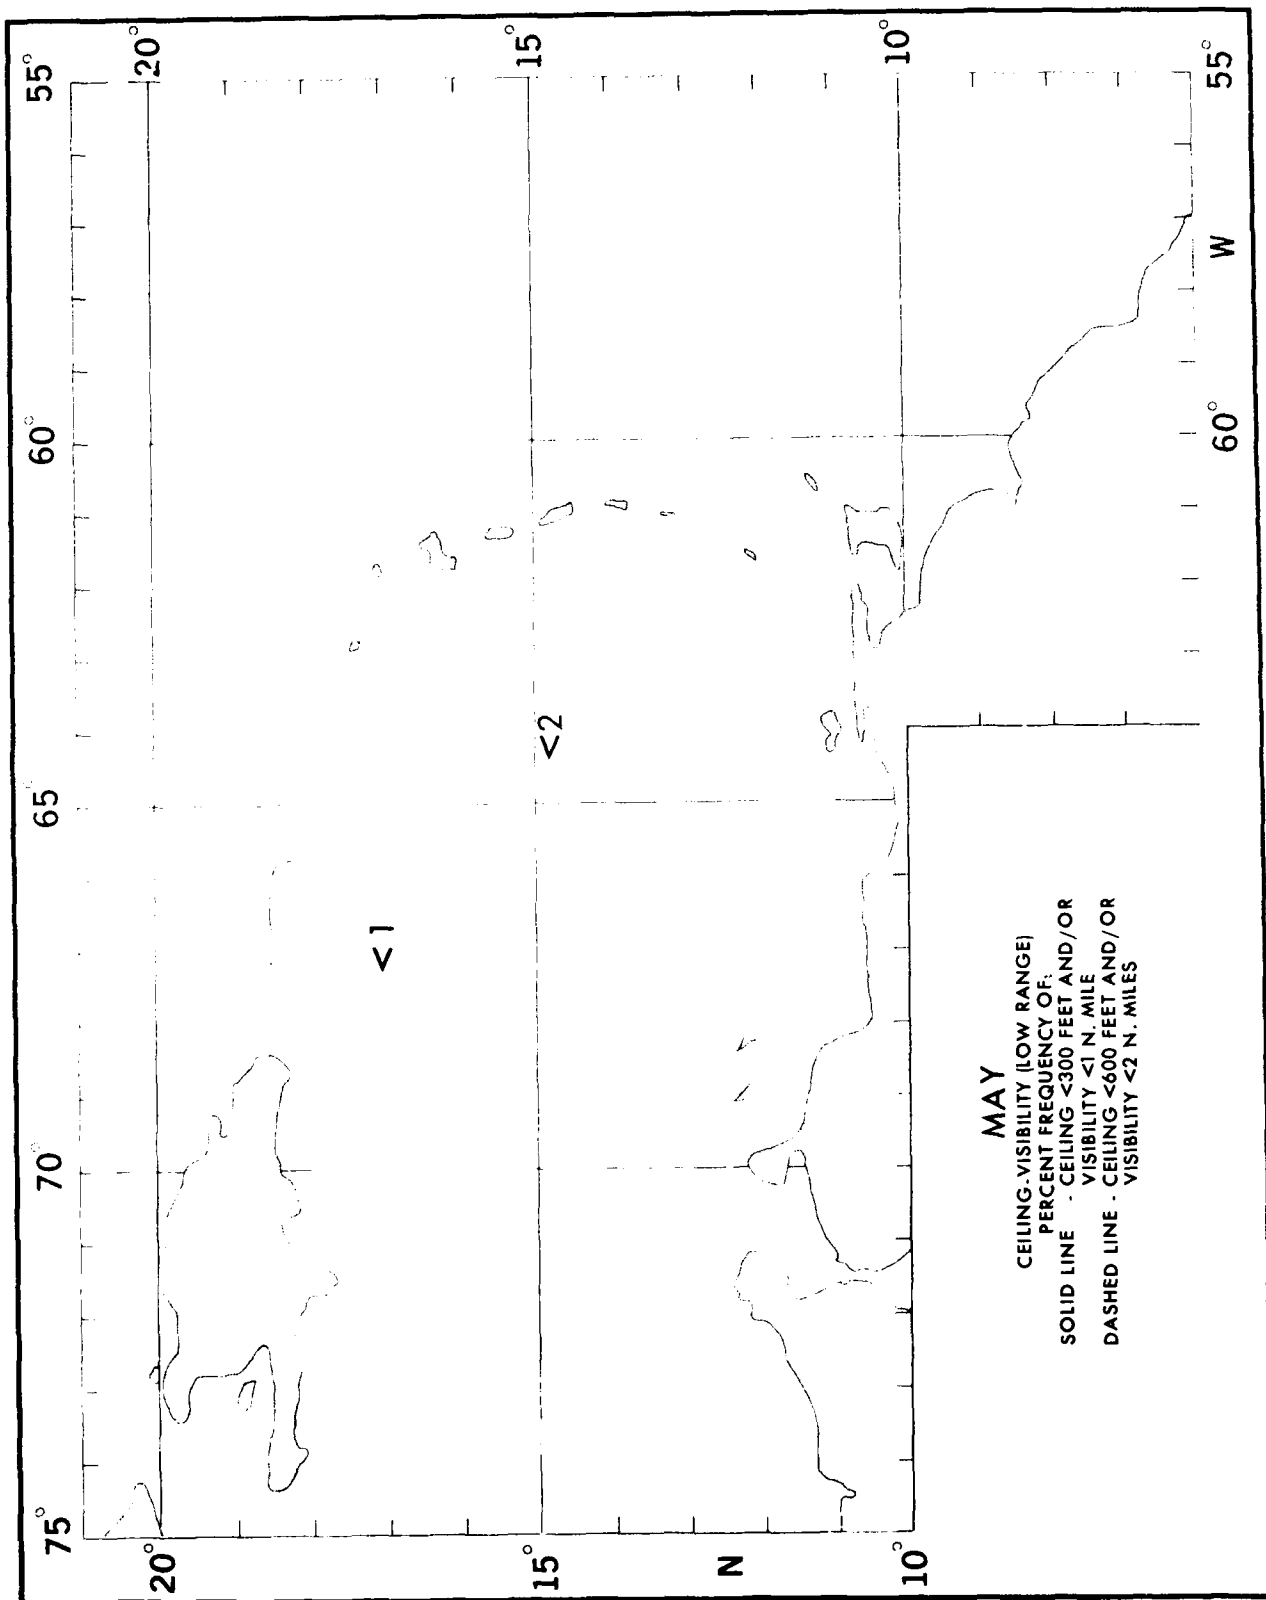 75° 70° 65 60° 55°
20° 20°
<1
15° <2 15°
N
10° 10°
60° W 55°
MAY
CEILING-VISIBILITY (LOW RANGE)
PERCENT FREQUENCY OF:
SOLID LINE - CEILING <300 FEET AND/OR
VISIBILITY <1 N. MILE
DASHED LINE - CEILING <600 FEET AND/OR
VISIBILITY <2 N. MILES